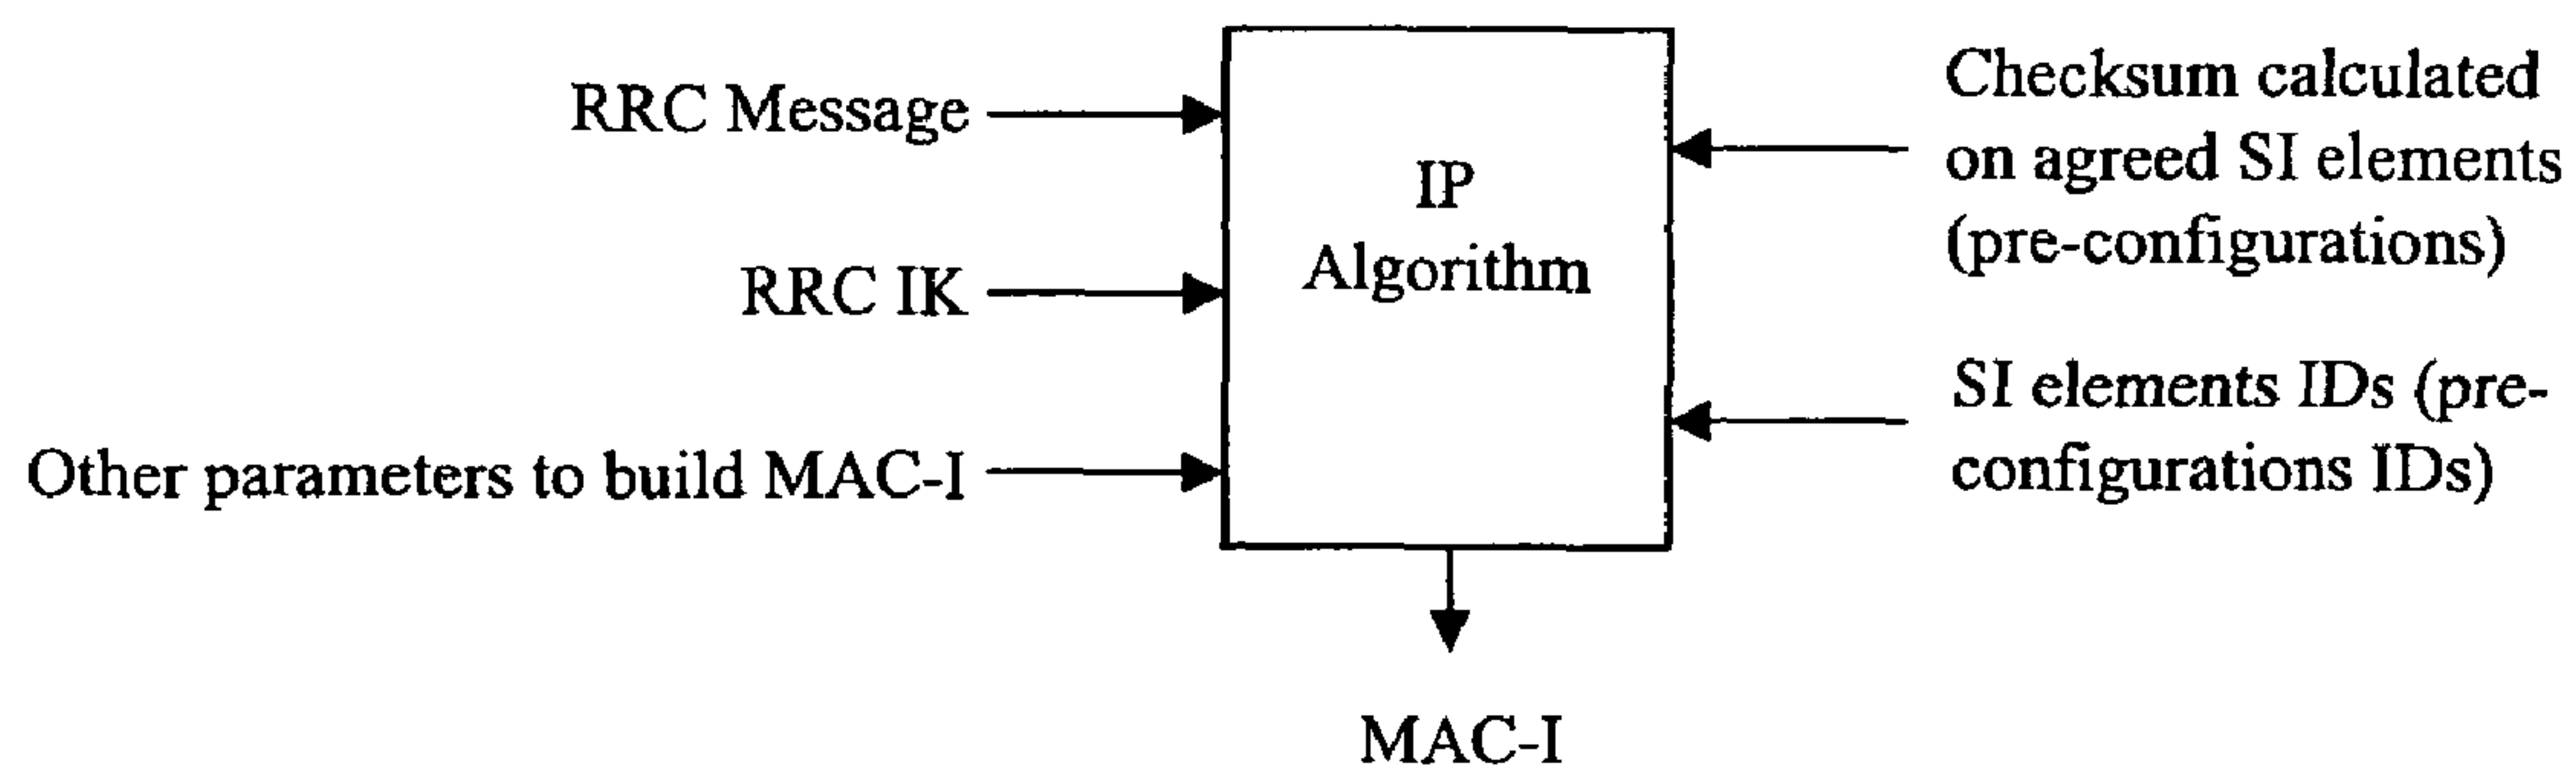 RRC Message
RRC IK
Other parameters to build MAC-I
IP
Algorithm
Checksum calculated
on agreed SI elements
(pre-configurations)
SI elements IDs (pre-
configurations IDs)
MAC-I